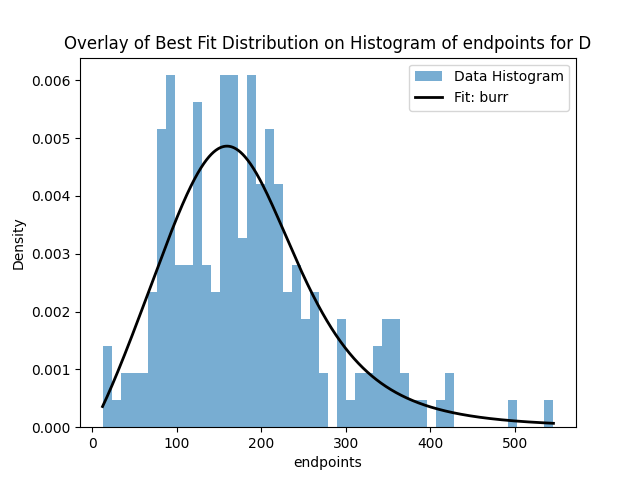 Overlay of Best Fit Distribution on Histogram of endpoints for D
Data Histogram
Fit: burr
Density
0.006
0.005
0.004
0.003
0.002
0.001
0.000
0 100 200 300 400 500
endpoints